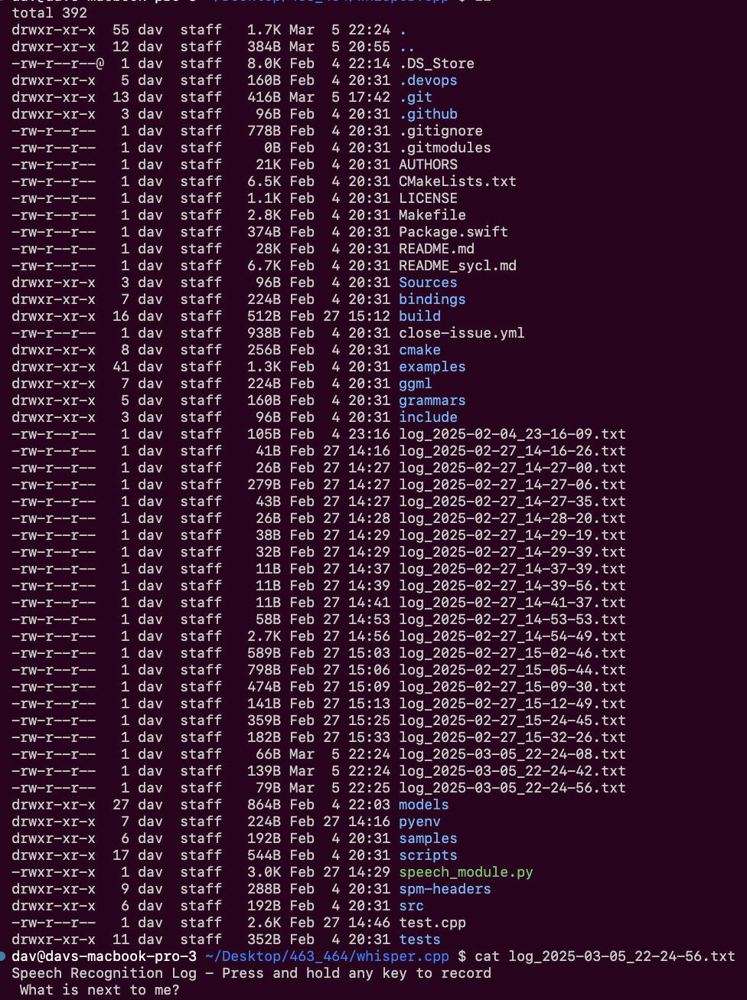 dav@davs-macbook-pro-3 ~/Desktop/463_464/whisper.cpp $ ll
total 392
drwxr-xr-x  55 dav  staff   1.7K Mar  5 22:24 .
drwxr-xr-x  12 dav  staff   384B Mar  5 20:55 ..
-rw-r--r--@  1 dav  staff   8.0K Feb  4 22:14 .DS_Store
drwxr-xr-x   5 dav  staff   160B Feb  4 20:31 .devops
drwxr-xr-x  13 dav  staff   416B Mar  5 17:42 .git
drwxr-xr-x   3 dav  staff    96B Feb  4 20:31 .github
-rw-r--r--   1 dav  staff   778B Feb  4 20:31 .gitignore
-rw-r--r--   1 dav  staff     0B Feb  4 20:31 .gitmodules
-rw-r--r--   1 dav  staff    21K Feb  4 20:31 AUTHORS
-rw-r--r--   1 dav  staff   6.5K Feb  4 20:31 CMakeLists.txt
-rw-r--r--   1 dav  staff   1.1K Feb  4 20:31 LICENSE
-rw-r--r--   1 dav  staff   2.8K Feb  4 20:31 Makefile
-rw-r--r--   1 dav  staff   374B Feb  4 20:31 Package.swift
-rw-r--r--   1 dav  staff    28K Feb  4 20:31 README.md
-rw-r--r--   1 dav  staff   6.7K Feb  4 20:31 README_sycl.md
drwxr-xr-x   3 dav  staff    96B Feb  4 20:31 Sources
drwxr-xr-x   7 dav  staff   224B Feb  4 20:31 bindings
drwxr-xr-x  16 dav  staff   512B Feb 27 15:12 build
-rw-r--r--   1 dav  staff   938B Feb  4 20:31 close-issue.yml
drwxr-xr-x   8 dav  staff   256B Feb  4 20:31 cmake
drwxr-xr-x  41 dav  staff   1.3K Feb  4 20:31 examples
drwxr-xr-x   7 dav  staff   224B Feb  4 20:31 ggml
drwxr-xr-x   5 dav  staff   160B Feb  4 20:31 grammars
drwxr-xr-x   3 dav  staff    96B Feb  4 20:31 include
-rw-r--r--   1 dav  staff   105B Feb  4 23:16 log_2025-02-04_23-16-09.txt
-rw-r--r--   1 dav  staff    41B Feb 27 14:16 log_2025-02-27_14-16-26.txt
-rw-r--r--   1 dav  staff    26B Feb 27 14:27 log_2025-02-27_14-27-00.txt
-rw-r--r--   1 dav  staff   279B Feb 27 14:27 log_2025-02-27_14-27-06.txt
-rw-r--r--   1 dav  staff    43B Feb 27 14:27 log_2025-02-27_14-27-35.txt
-rw-r--r--   1 dav  staff    26B Feb 27 14:28 log_2025-02-27_14-28-20.txt
-rw-r--r--   1 dav  staff    38B Feb 27 14:29 log_2025-02-27_14-29-19.txt
-rw-r--r--   1 dav  staff    32B Feb 27 14:29 log_2025-02-27_14-29-39.txt
-rw-r--r--   1 dav  staff    11B Feb 27 14:37 log_2025-02-27_14-37-39.txt
-rw-r--r--   1 dav  staff    11B Feb 27 14:39 log_2025-02-27_14-39-56.txt
-rw-r--r--   1 dav  staff    11B Feb 27 14:41 log_2025-02-27_14-41-37.txt
-rw-r--r--   1 dav  staff    58B Feb 27 14:53 log_2025-02-27_14-53-53.txt
-rw-r--r--   1 dav  staff   2.7K Feb 27 14:56 log_2025-02-27_14-54-49.txt
-rw-r--r--   1 dav  staff   589B Feb 27 15:03 log_2025-02-27_15-02-46.txt
-rw-r--r--   1 dav  staff   798B Feb 27 15:06 log_2025-02-27_15-05-44.txt
-rw-r--r--   1 dav  staff   474B Feb 27 15:09 log_2025-02-27_15-09-30.txt
-rw-r--r--   1 dav  staff   141B Feb 27 15:13 log_2025-02-27_15-12-49.txt
-rw-r--r--   1 dav  staff   359B Feb 27 15:25 log_2025-02-27_15-24-45.txt
-rw-r--r--   1 dav  staff   182B Feb 27 15:33 log_2025-02-27_15-32-26.txt
-rw-r--r--   1 dav  staff    66B Mar  5 22:24 log_2025-03-05_22-24-08.txt
-rw-r--r--   1 dav  staff   139B Mar  5 22:24 log_2025-03-05_22-24-42.txt
-rw-r--r--   1 dav  staff    79B Mar  5 22:25 log_2025-03-05_22-24-56.txt
drwxr-xr-x  27 dav  staff   864B Feb  4 22:03 models
drwxr-xr-x   7 dav  staff   224B Feb 27 14:16 pyenv
drwxr-xr-x   6 dav  staff   192B Feb  4 20:31 samples
drwxr-xr-x  17 dav  staff   544B Feb  4 20:31 scripts
-rwxr-xr-x   1 dav  staff   3.0K Feb 27 14:29 speech_module.py
drwxr-xr-x   9 dav  staff   288B Feb  4 20:31 spm-headers
drwxr-xr-x   6 dav  staff   192B Feb  4 20:31 src
-rw-r--r--   1 dav  staff   2.6K Feb 27 14:46 test.cpp
drwxr-xr-x  11 dav  staff   352B Feb  4 20:31 tests
dav@davs-macbook-pro-3 ~/Desktop/463_464/whisper.cpp $ cat log_2025-03-05_22-24-56.txt
Speech Recognition Log - Press and hold any key to record
 What is next to me?